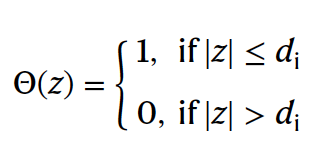 Θ(z) = { 1, if |z| ≤ dᵢ
0, if |z| > dᵢ